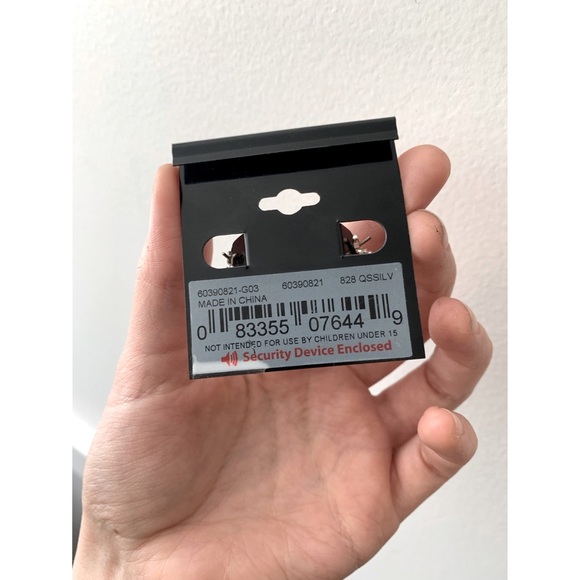 60390821-G03 60390821 828 QSSILV
MADE IN CHINA
0 83355 07644 9
NOT INTENDED FOR USE BY CHILDREN UNDER 15
Security Device Enclosed